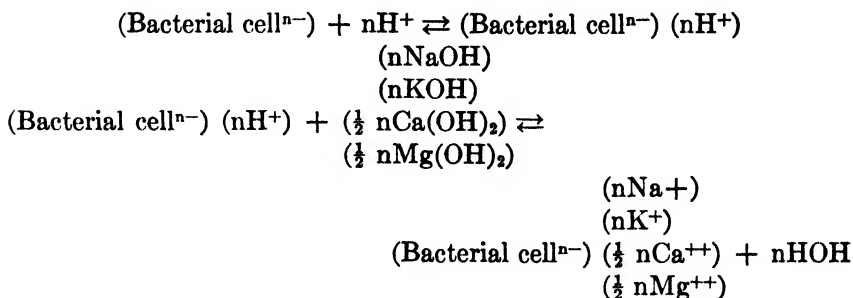 (Bacterial cellⁿ⁻) + nH⁺ ⇄ (Bacterial cellⁿ⁻) (nH⁺)
(nNaOH)
(nKOH)
(Bacterial cellⁿ⁻) (nH⁺) + (½ nCa(OH)₂) ⇄
(½ nMg(OH)₂)
(nNa+)
(nK⁺)
(Bacterial cellⁿ⁻) (½ nCa⁺⁺) + nHOH
(½ nMg⁺⁺)